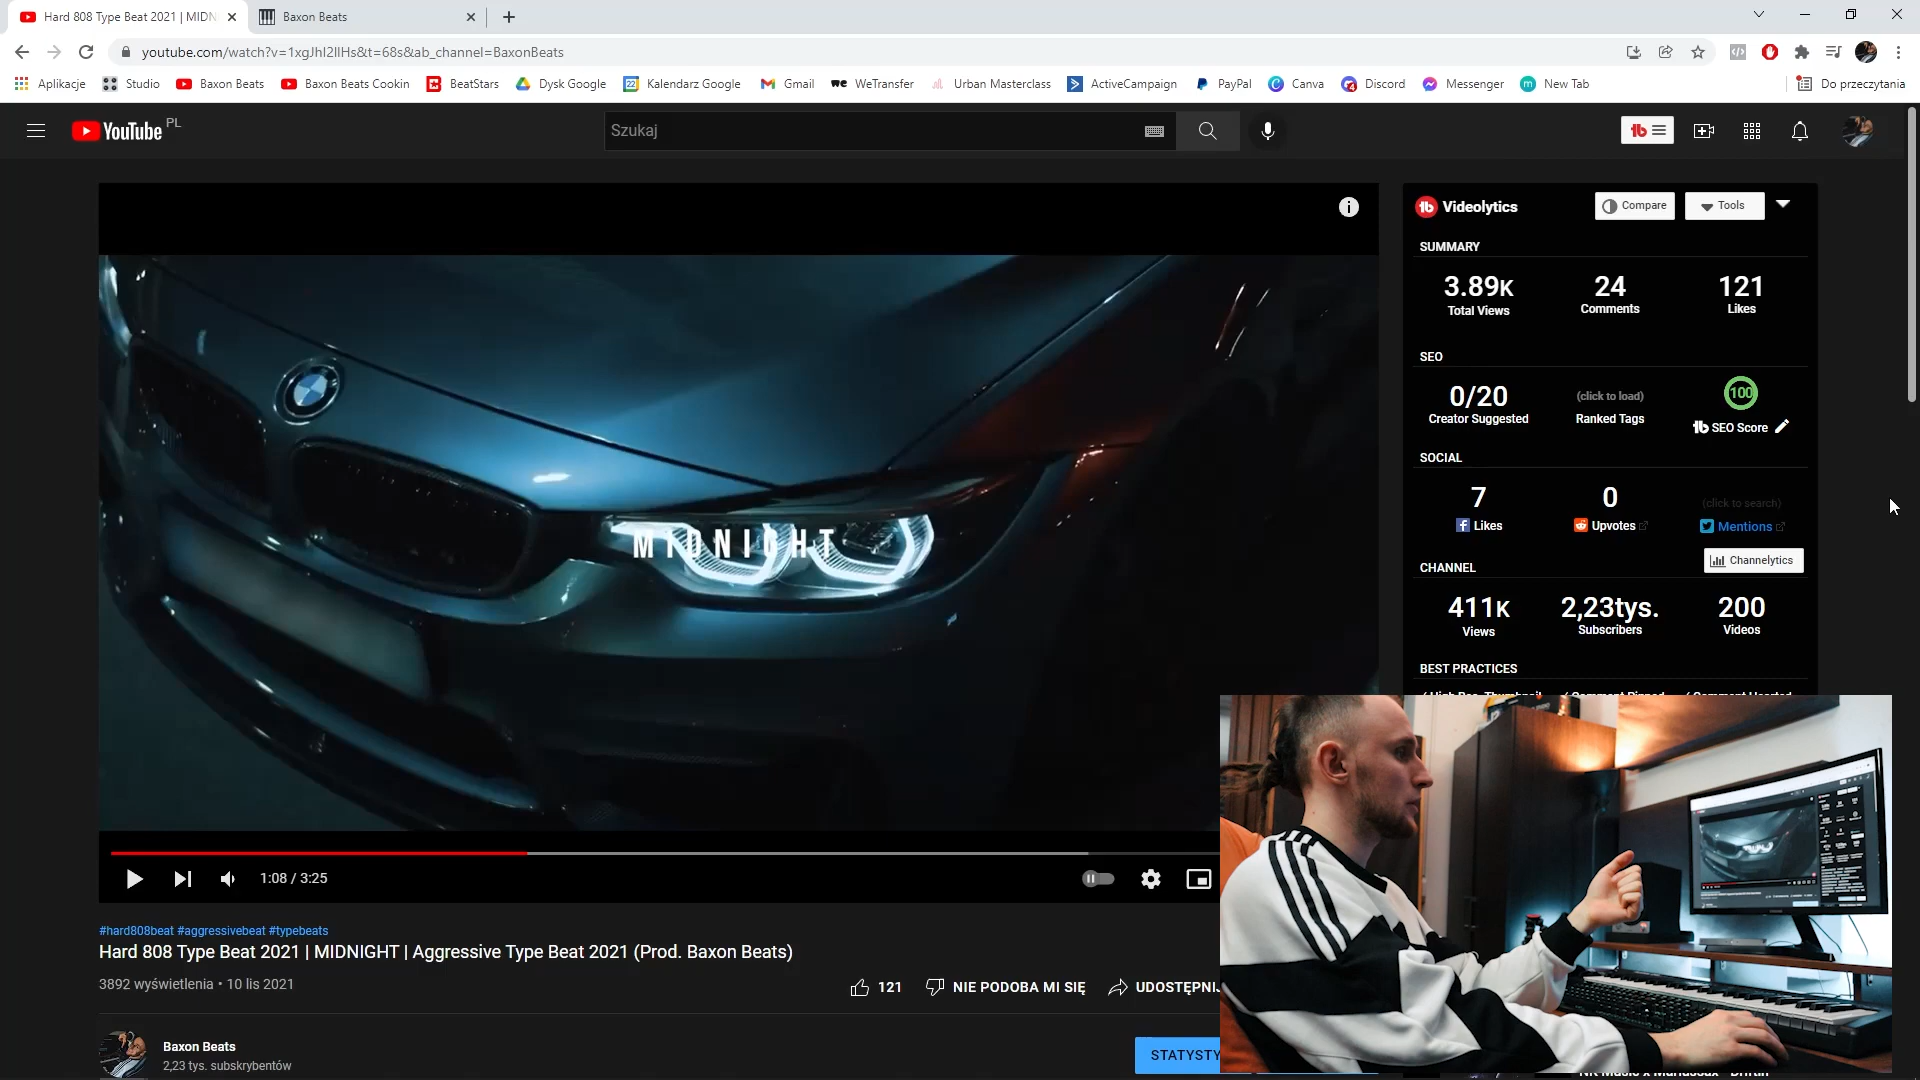 Hard 808 Type Beat 2021 | MIDN
Baxon Beats
youtube.com/watch?v=1xgJhI2IIHs&t=68s&ab_channel=BaxonBeats
Aplikacje
Studio
Baxon Beats
Baxon Beats Cookin
BeatStars
Dysk Google
Kalendarz Google
Gmail
WeTransfer
Urban Masterclass
ActiveCampaign
PayPal
Canva
Discord
Messenger
New Tab
Do przeczytania
YouTube PL
Szukaj
Videolytics
Compare
Tools
SUMMARY
3.89K 24 121
Total Views Comments Likes
SEO
0/20 (click to load) 100
Creator Suggested Ranked Tags SEO Score
SOCIAL
7 0 (click to search)
Likes Upvotes Mentions
CHANNEL Channelytics
411K 2,23tys. 200
Views Subscribers Videos
BEST PRACTICES
MIDNIGHT
1:08 / 3:25
#hard808beat #aggressivebeat #typebeats
Hard 808 Type Beat 2021 | MIDNIGHT | Aggressive Type Beat 2021 (Prod. Baxon Beats)
3892 wyświetlenia • 10 lis 2021
121 NIE PODOBA MI SIĘ UDOSTĘPNIJ
Baxon Beats
2,23 tys. subskrybentów
STATYSTY